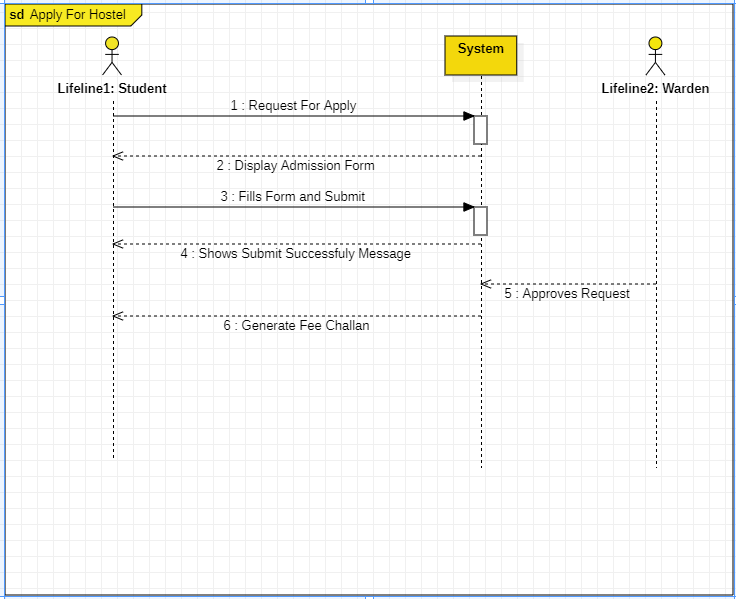 sd Apply For Hostel
System
Lifeline1: Student
Lifeline2: Warden
1 : Request For Apply
2 : Display Admission Form
3 : Fills Form and Submit
4 : Shows Submit Successfuly Message
5 : Approves Request
6 : Generate Fee Challan